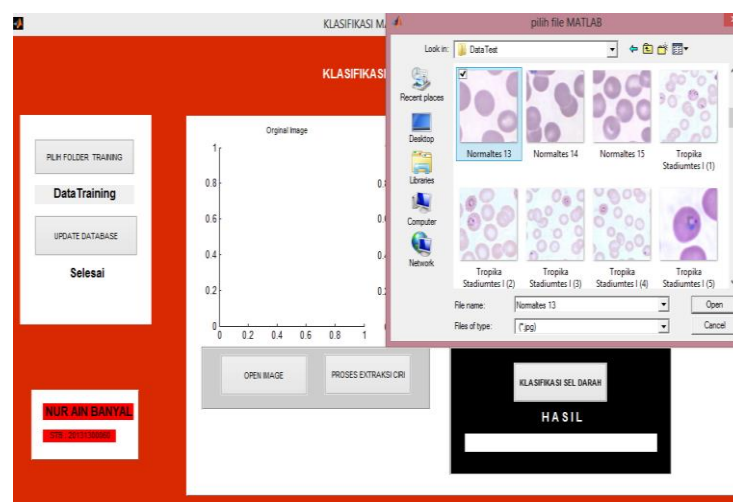 KLASIFIKASI MA
pilih file MATLAB
KLASIFIKASI
Look in:
DataTest
Recent places
Desktop
Libraries
Computer
Network
Normaltes 13
Normaltes 14
Normaltes 15
Tropika
Stadiumtes I (1)
Tropika
Stadiumtes I (2)
Tropika
Stadiumtes I (3)
Tropika
Stadiumtes I (4)
Tropika
Stadiumtes I (5)
File name:
Normaltes 13
Open
Files of type:
(*.jpg)
Cancel
PILIH FOLDER TRAINING
DataTraining
UPDATE DATABASE
Selesai
Orginal Image
1
0.8
0.6
0.4
0.2
0
0 0.2 0.4 0.6 0.8 1
OPEN IMAGE
PROSES EXTRAKSI CIRI
KLASIFIKASI SEL DARAH
HASIL
NUR AIN BANYAL